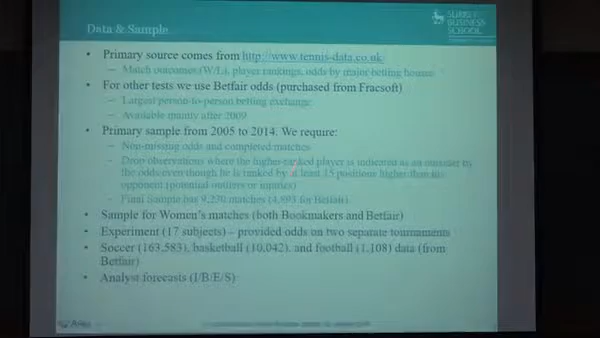 SURREY
BUSINESS
SCHOOL
Data & Sample
• Primary source comes from http://www.tennis-data.co.uk/
– Match outcomes (W/L), player rankings, odds by major betting houses
• For other tests we use Betfair odds (purchased from Fracsoft)
– Largest person-to-person betting exchange
– Available mainly after 2009
• Primary sample from 2005 to 2014. We require:
– Non-missing odds and completed matches
– Drop observations where the higher-ranked player is indicated as an outsider by
the odds even though he is ranked by at least 15 positions higher than his
opponent (potential outliers or injuries)
– Final Sample has 9,230 matches (4,893 for Betfair)
• Sample for Women's matches (both Bookmakers and Betfair)
• Experiment (17 subjects) – provided odds on two separate tournaments
• Soccer (163,583), basketball (10,042), and football (1,108) data (from
Betfair)
• Analyst forecasts (I/B/E/S)